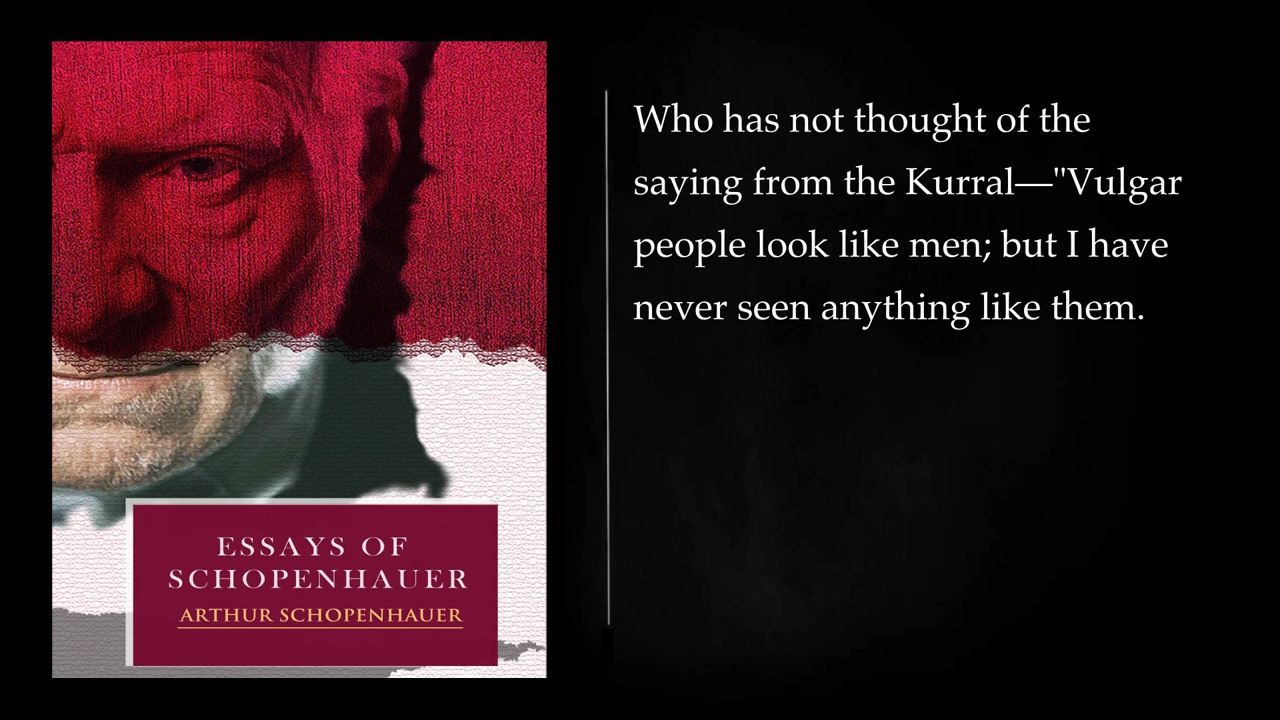 ESSAYS OF
SCHOPENHAUER
ARTHUR SCHOPENHAUER
Who has not thought of the
saying from the Kurral—"Vulgar
people look like men; but I have
never seen anything like them.